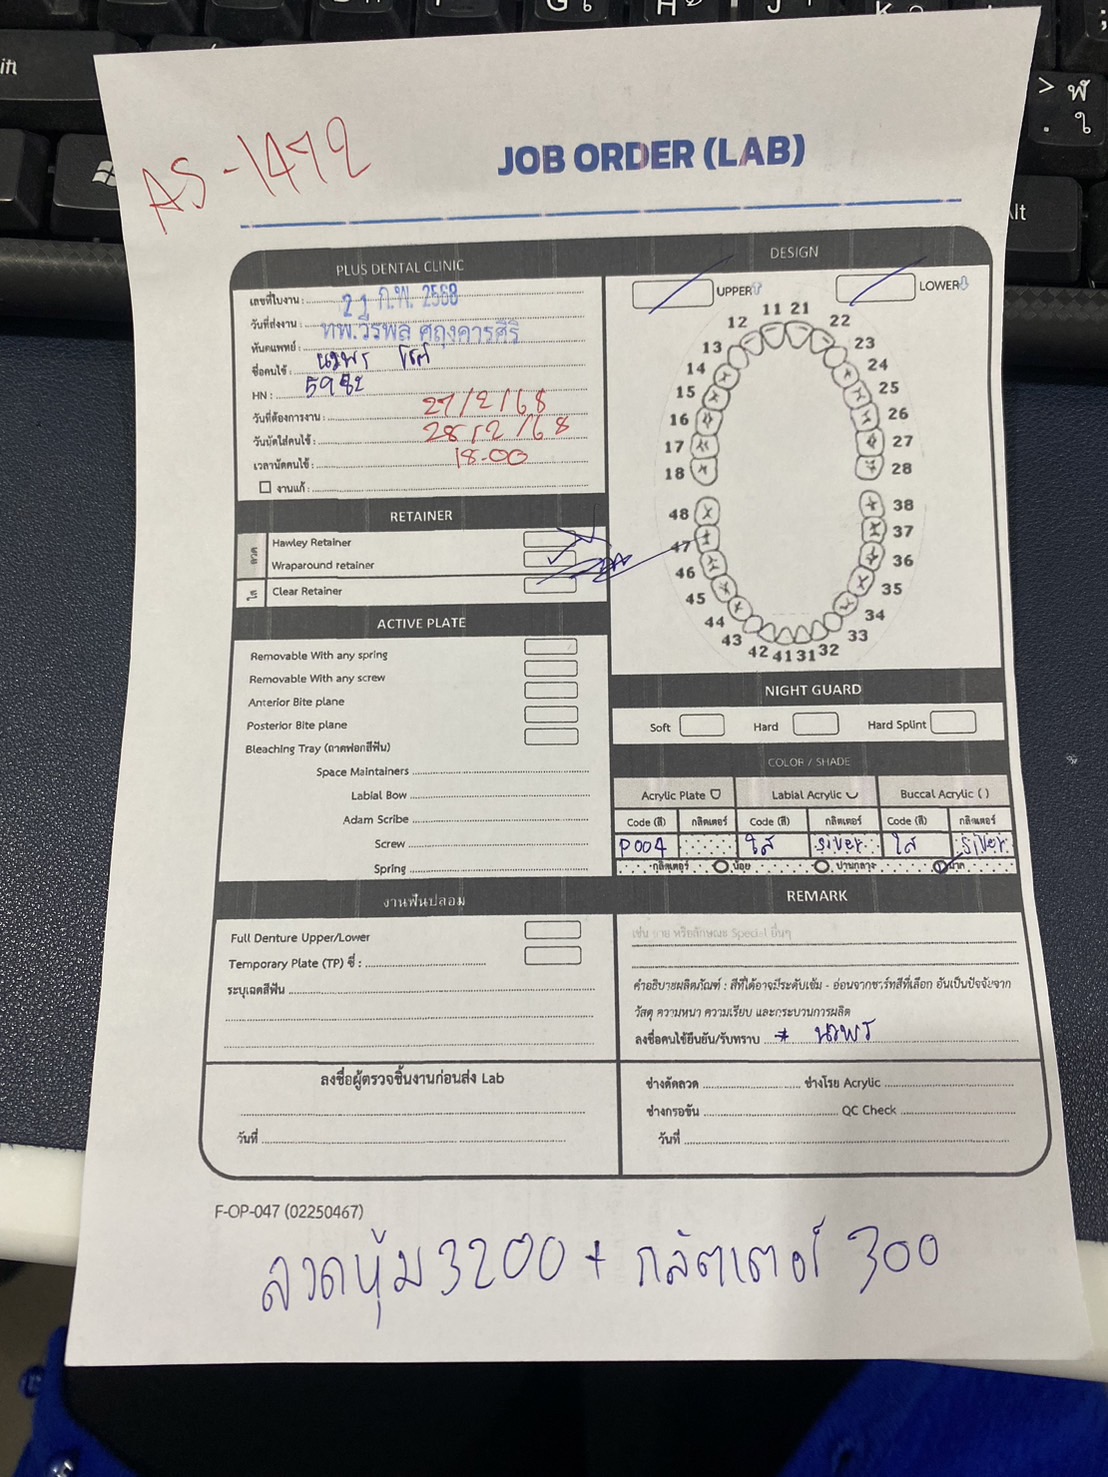 AS-1472
JOB ORDER (LAB)
PLUS DENTAL CLINIC
เลขที่ใบงาน :
วันที่ส่งงาน : 21 ก.พ. 2568
ทันตแพทย์ : ทพ.วีรพล ศฤงคารศิริ
ชื่อคนไข้ : นวพร
HN : 5982
วันที่ต้องการงาน : 27/2/68
วันนัดใส่คนไข้ : 28/2/68
เวลานัดคนไข้ : 18.00
งานแก้ :
DESIGN
UPPER
LOWER
11 21
12 22
13 23
14 24
15 25
16 26
17 27
18 28
48 38
47 37
46 36
45 35
44 34
43 33
42 41 31 32
RETAINER
ลวด
Hawley Retainer
Wraparound retainer
ใส
Clear Retainer
ACTIVE PLATE
Removable With any spring
Removable With any screw
Anterior Bite plane
Posterior Bite plane
Bleaching Tray (ถาดฟอกสีฟัน)
Space Maintainers
Labial Bow
Adam Scribe
Screw
Spring
NIGHT GUARD
Soft Hard Hard Splint
COLOR / SHADE
Acrylic Plate Labial Acrylic Buccal Acrylic ( )
Code (สี) กลิตเตอร์ Code (สี) กลิตเตอร์ Code (สี) กลิตเตอร์
P004 ใส silver ใส silver
กลิตเตอร์ น้อย ปานกลาง มาก
งานฟันปลอม
Full Denture Upper/Lower
Temporary Plate (TP) ซี่ :
ระบุเฉดสีฟัน
REMARK
เช่น ลาย หรือลักษณะ Special อื่นๆ
คำอธิบายผลิตภัณฑ์ : สีที่ได้อาจมีระดับเข้ม - อ่อนจากชาร์ทสีที่เลือก อันเป็นปัจจัยจาก
วัสดุ ความหนา ความเรียบ และกระบวนการผลิต
ลงชื่อคนไข้ยืนยัน/รับทราบ * นวพร
ลงชื่อผู้ตรวจชิ้นงานก่อนส่ง Lab
วันที่
ช่างดัดลวด ช่างโรย Acrylic
ช่างกรอขัน QC Check
วันที่
F-OP-047 (02250467)
ลวดหุ้ม 3200 + กลิตเตอร์ 300